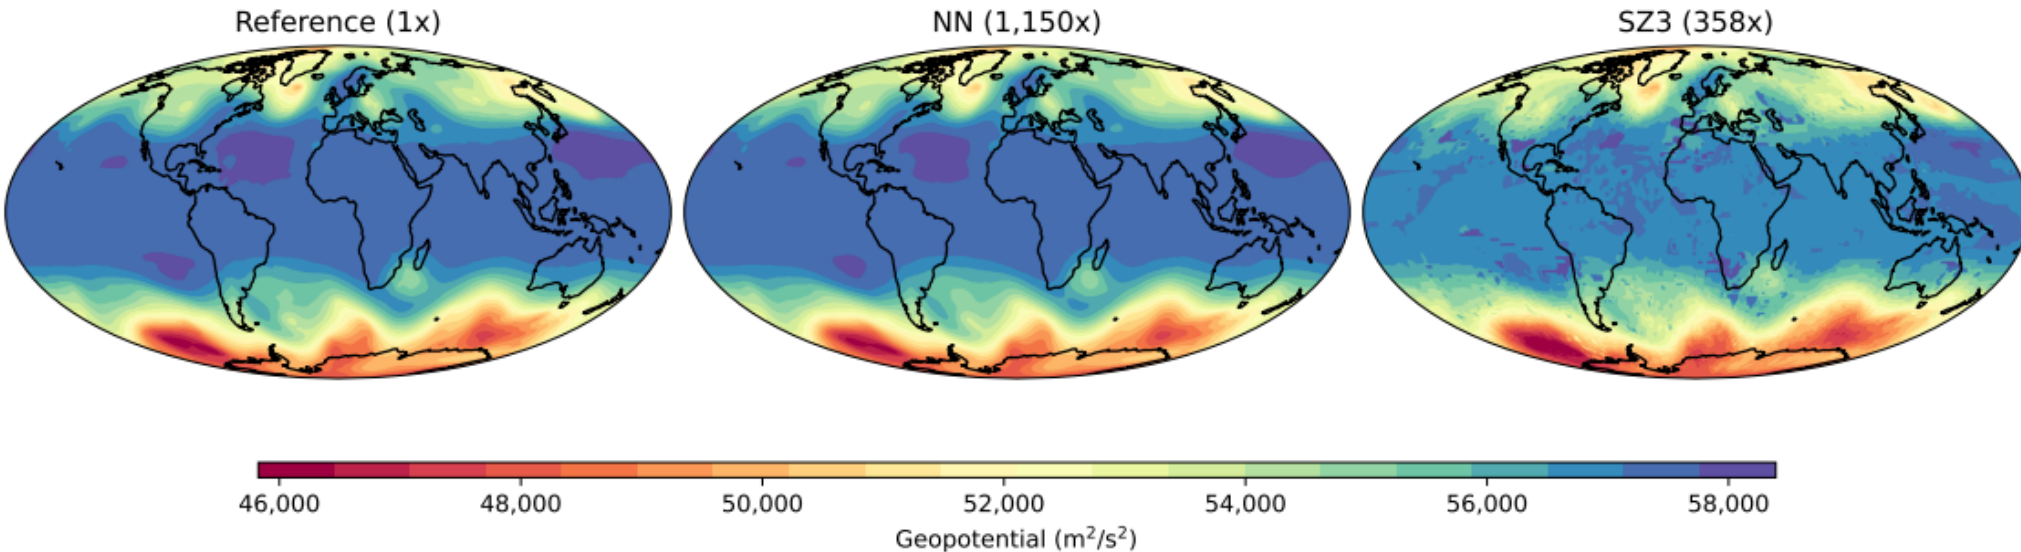 Reference (1x)
NN (1,150x)
SZ3 (358x)
46,000 48,000 50,000 52,000 54,000 56,000 58,000
Geopotential (m²/s²)